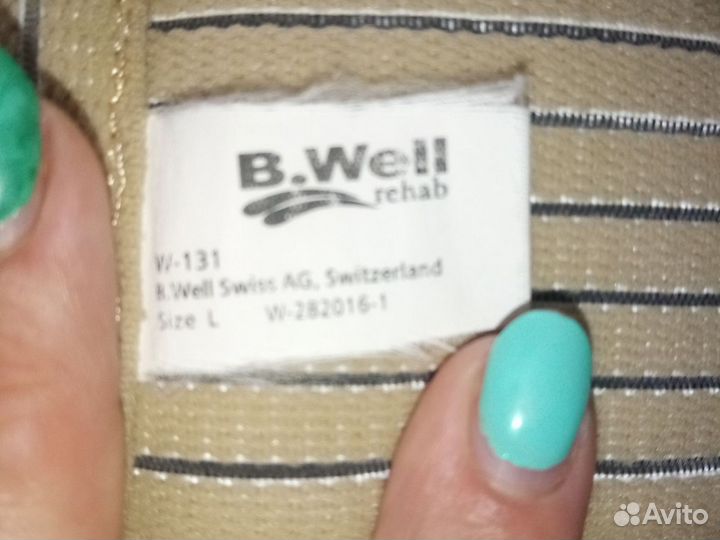 B.Well
rehab
W-131
B.Well Swiss AG, Switzerland
Size L W-282016-1
Avito